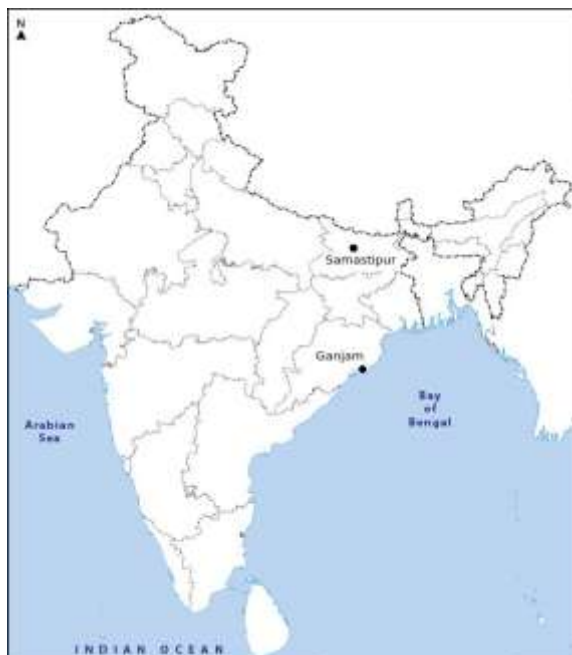 N
Samastipur
Ganjam
Bay
of
Bengal
Arabian
Sea
INDIAN OCEAN